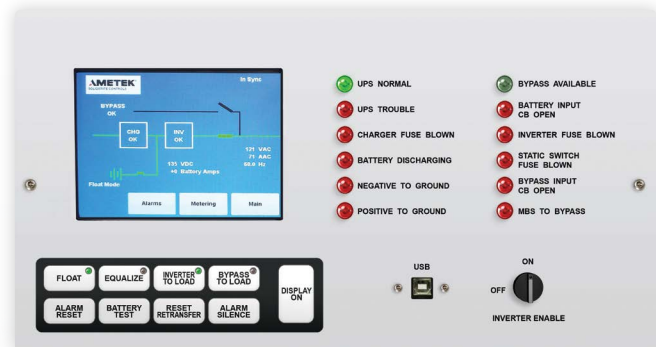 AMETEK
SOLIDSTATE CONTROLS
In Sync
BYPASS
OK
CHG
OK
INV
OK
131 VDC
+6 Battery Amps
121 VAC
71 AAC
60.0 Hz
Float Mode
Alarms
Metering
Main
UPS NORMAL
UPS TROUBLE
CHARGER FUSE BLOWN
BATTERY DISCHARGING
NEGATIVE TO GROUND
POSITIVE TO GROUND
BYPASS AVAILABLE
BATTERY INPUT
CB OPEN
INVERTER FUSE BLOWN
STATIC SWITCH
FUSE BLOWN
BYPASS INPUT
CB OPEN
MBS TO BYPASS
FLOAT
EQUALIZE
INVERTER
TO LOAD
BYPASS
TO LOAD
DISPLAY
ON
ALARM
RESET
BATTERY
TEST
RESET
RETRANSFER
ALARM
SILENCE
USB
ON
OFF
INVERTER ENABLE